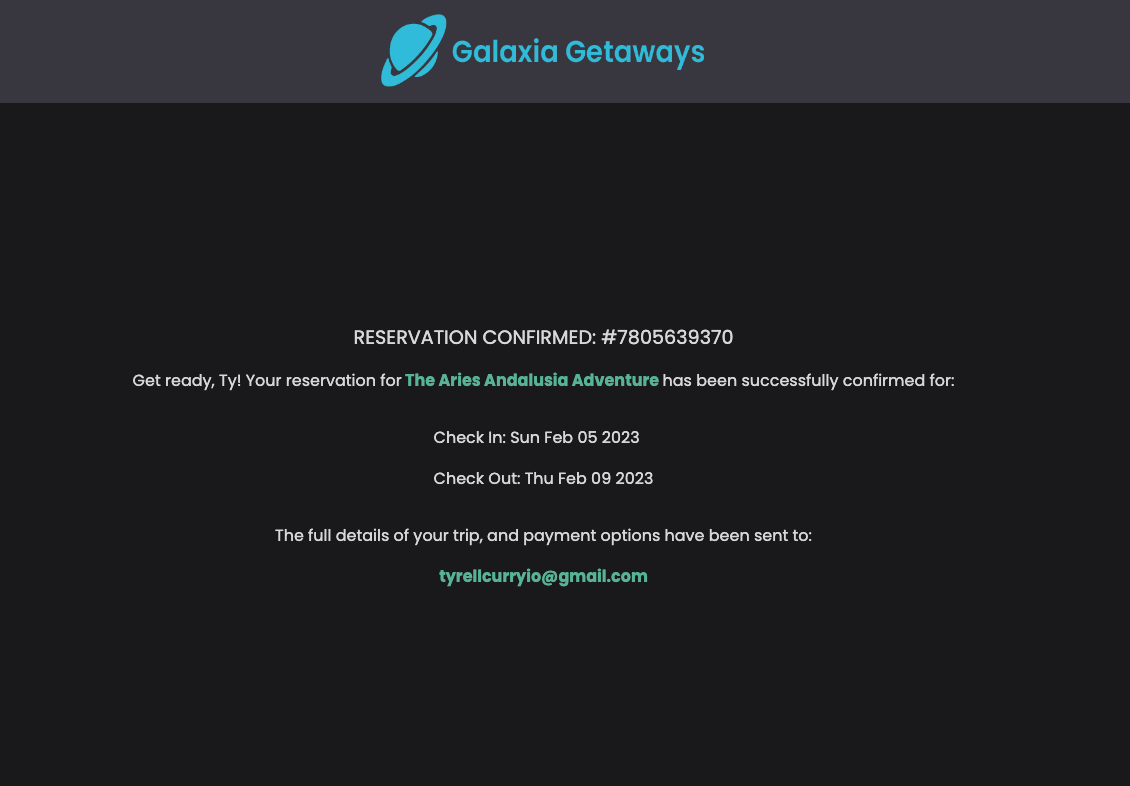 Galaxia Getaways
RESERVATION CONFIRMED: #7805639370
Get ready, Ty! Your reservation for The Aries Andalusia Adventure has been successfully confirmed for:
Check In: Sun Feb 05 2023
Check Out: Thu Feb 09 2023
The full details of your trip, and payment options have been sent to:
tyrellcurryio@gmail.com